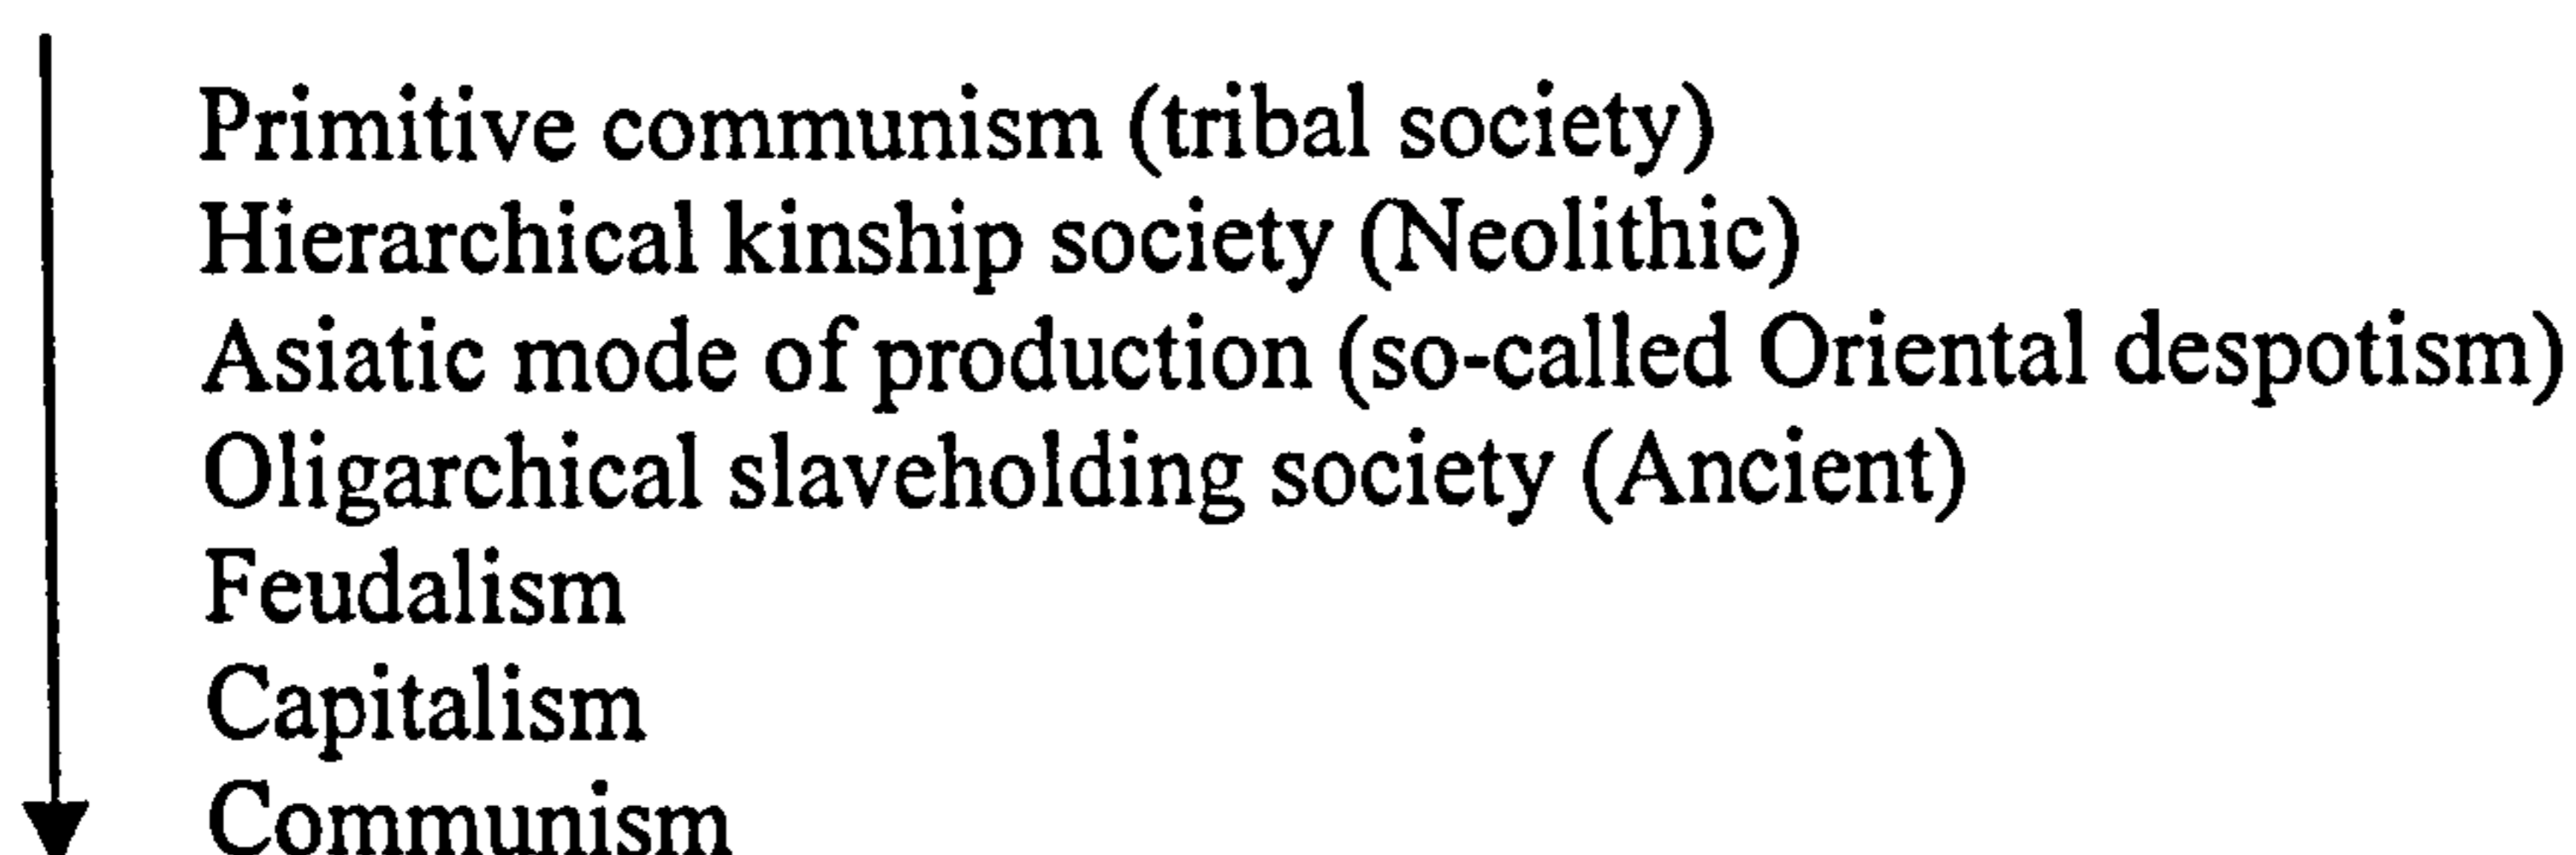 Primitive communism (tribal society)
Hierarchical kinship society (Neolithic)
Asiatic mode of production (so-called Oriental despotism)
Oligarchical slaveholding society (Ancient)
Feudalism
Capitalism
Communism